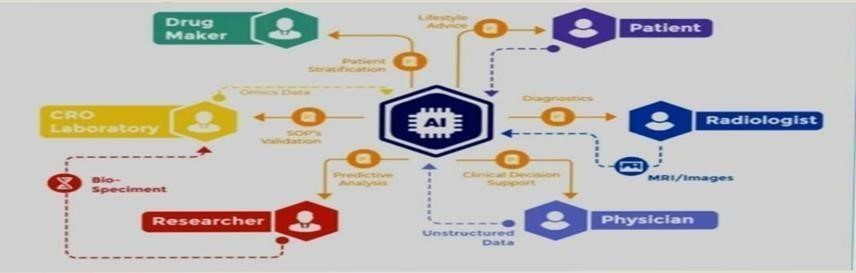 Drug
Maker
Lifestyle
Advice
Patient
Patient
Stratification
Omics Data
CRO
Laboratory
SOP's
Validation
AI
Diagnostics
Radiologist
Bio-
Speciment
Predictive
Analysis
Clinical Decision
Support
MRI/Images
Researcher
Unstructured
Data
Physician